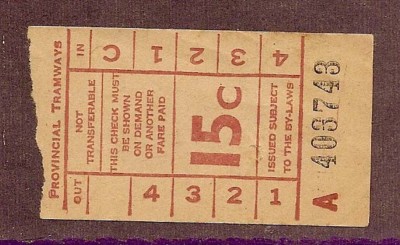 PROVINCIAL TRAMWAYS
IN
C
1
2
3
4
NOT
TRANSFERABLE
THIS CHECK MUST
BE SHOWN
ON DEMAND
OR ANOTHER
FARE PAID
15c
ISSUED SUBJECT
TO THE BY-LAWS
OUT
4
3
2
1
A 403743